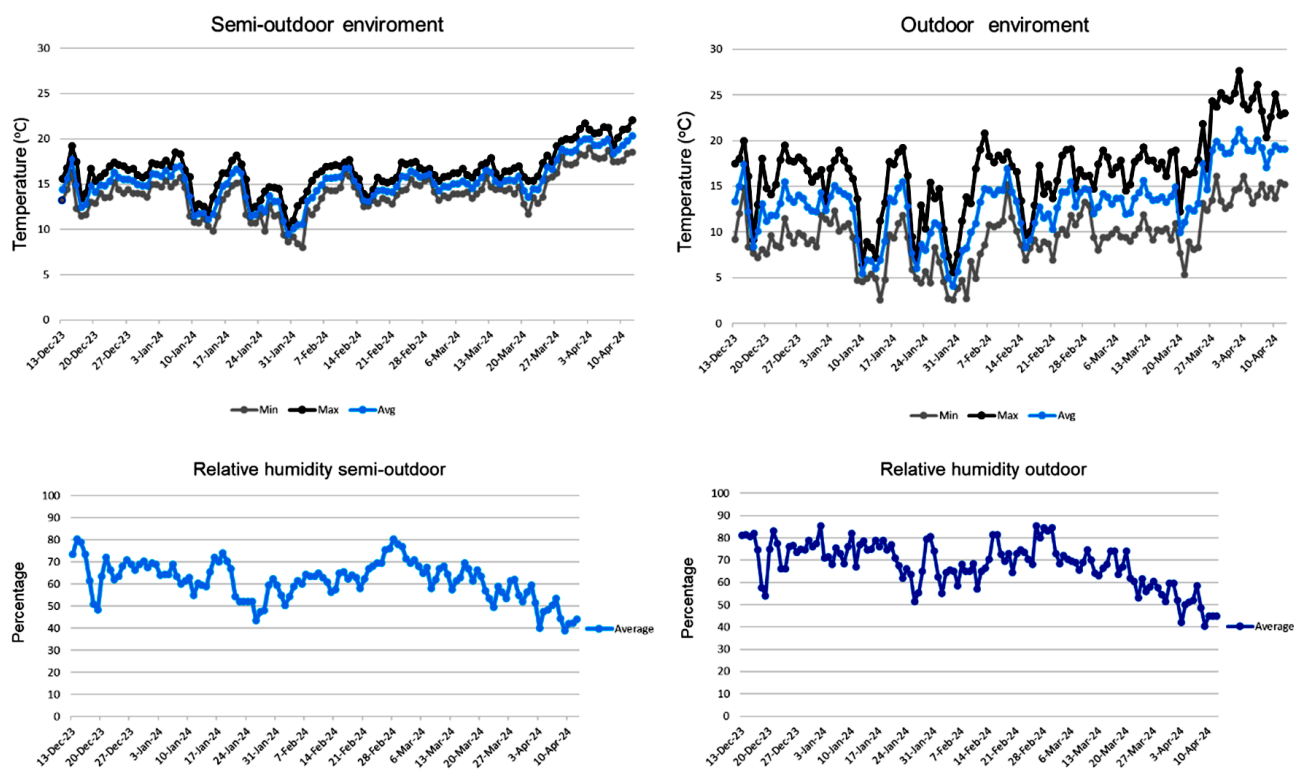 Semi-outdoor enviroment
Temperature (ºC)
30
25
20
15
10
5
0
13-Dec-23
20-Dec-23
27-Dec-23
3-Jan-24
10-Jan-24
17-Jan-24
24-Jan-24
31-Jan-24
7-Feb-24
14-Feb-24
21-Feb-24
28-Feb-24
6-Mar-24
13-Mar-24
20-Mar-24
27-Mar-24
3-Apr-24
10-Apr-24
Min Max Avg
Outdoor enviroment
Temperature (ºC)
30
25
20
15
10
5
0
13-Dec-23
20-Dec-23
27-Dec-23
3-Jan-24
10-Jan-24
17-Jan-24
24-Jan-24
31-Jan-24
7-Feb-24
14-Feb-24
21-Feb-24
28-Feb-24
6-Mar-24
13-Mar-24
20-Mar-24
27-Mar-24
3-Apr-24
10-Apr-24
Min Max Avg
Relative humidity semi-outdoor
Percentage
100
90
80
70
60
50
40
30
20
10
0
13-Dec-23
20-Dec-23
27-Dec-23
3-Jan-24
10-Jan-24
17-Jan-24
24-Jan-24
31-Jan-24
7-Feb-24
14-Feb-24
21-Feb-24
28-Feb-24
6-Mar-24
13-Mar-24
20-Mar-24
27-Mar-24
3-Apr-24
10-Apr-24
Average
Relative humidity outdoor
Percentage
100
90
80
70
60
50
40
30
20
10
0
13-Dec-23
20-Dec-23
27-Dec-23
3-Jan-24
10-Jan-24
17-Jan-24
24-Jan-24
31-Jan-24
7-Feb-24
14-Feb-24
21-Feb-24
28-Feb-24
6-Mar-24
13-Mar-24
20-Mar-24
27-Mar-24
3-Apr-24
10-Apr-24
Average